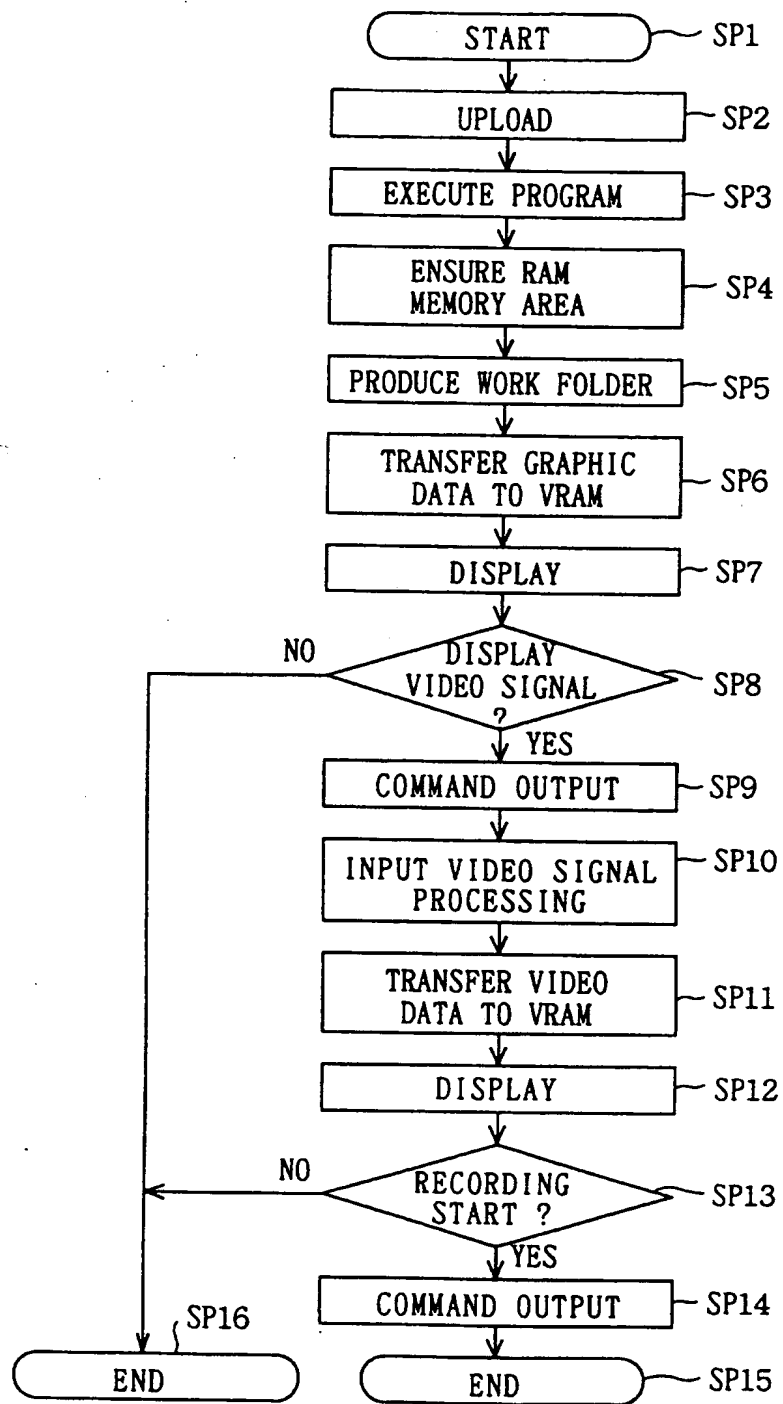 START
SP1
UPLOAD
SP2
EXECUTE PROGRAM
SP3
ENSURE RAM
MEMORY AREA
SP4
PRODUCE WORK FOLDER
SP5
TRANSFER GRAPHIC
DATA TO VRAM
SP6
DISPLAY
SP7
NO
DISPLAY
VIDEO SIGNAL
?
SP8
YES
COMMAND OUTPUT
SP9
INPUT VIDEO SIGNAL
PROCESSING
SP10
TRANSFER VIDEO
DATA TO VRAM
SP11
DISPLAY
SP12
NO
RECORDING
START ?
SP13
YES
COMMAND OUTPUT
SP14
SP16
END
END
SP15